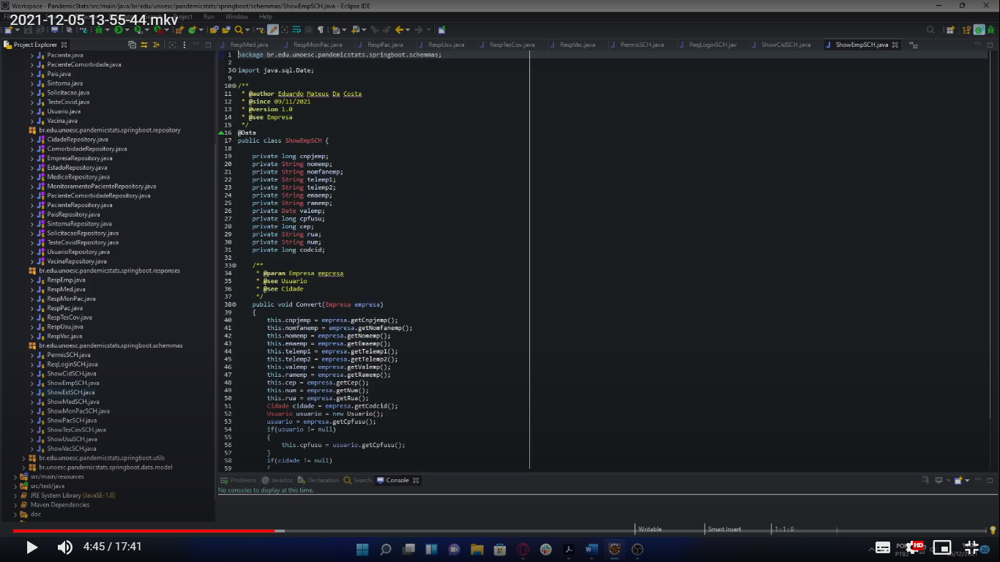 Workspace - PandemicStats/src/main/java/br/edu/unoesc/pandemicstats/springboot/schemmas/ShowEmpSCH.java - Eclipse IDE
Project Run Window Help
2021-12-05 13-55-44.mkv
Project Explorer
RespMed.java RespMonPac.java RespPac.java RespUsu.java RespTesCov.java RespVac.java PermisSCH.java ReqLoginSCH.jav ShowCidSCH.java ShowEmpSCH.java 32
Paciente.java
PacienteComorbidade.java
Pais.java
Sintoma.java
Solicitacao.java
TesteCovid.java
Usuario.java
Vacina.java
br.edu.unoesc.pandemicstats.springboot.repository
CidadeRepository.java
ComorbidadeRepository.java
EmpresaRepository.java
EstadoRepository.java
MedicoRepository.java
MonitoramentoPacienteRepository.java
PacienteComorbidadeRepository.java
PacienteRepository.java
PaisRepository.java
SintomaRepository.java
SolicitacaoRepository.java
TesteCovidRepository.java
UsuarioRepository.java
VacinaRepository.java
br.edu.unoesc.pandemicstats.springboot.responses
RespEmp.java
RespMed.java
RespMonPac.java
RespPac.java
RespTesCov.java
RespUsu.java
RespVac.java
br.edu.unoesc.pandemicstats.springboot.schemmas
PermisSCH.java
ReqLoginSCH.java
ShowCidSCH.java
ShowEmpSCH.java
ShowEstSCH.java
ShowMedSCH.java
ShowMonPacSCH.java
ShowPacSCH.java
ShowTesCovSCH.java
ShowUsuSCH.java
ShowVacSCH.java
br.edu.unoesc.pandemicstats.springboot.utils
br.unoesc.pandemicstats.springboot.data.model
src/main/resources
src/test/java
JRE System Library [JavaSE-1.8]
Maven Dependencies
doc
1 package br.edu.unoesc.pandemicstats.springboot.schemmas;
2
3 import java.sql.Date;
9
10 /**
11 * @author Eduardo Mateus Da Costa
12 * @since 09/11/2021
13 * @version 1.0
14 * @see Empresa
15 */
16 @Data
17 public class ShowEmpSCH {
18
19 private long cnpjemp;
20 private String nomemp;
21 private String nomfanemp;
22 private String telemp1;
23 private String telemp2;
24 private String emaemp;
25 private String ramemp;
26 private Date valemp;
27 private long cpfusu;
28 private long cep;
29 private String rua;
30 private String num;
31 private long codcid;
32
33 /**
34 * @param Empresa empresa
35 * @see Usuario
36 * @see Cidade
37 */
38 public void Convert(Empresa empresa)
39 {
40 this.cnpjemp = empresa.getCnpjemp();
41 this.nomfanemp = empresa.getNomfanemp();
42 this.nomemp = empresa.getNomemp();
43 this.emaemp = empresa.getEmaemp();
44 this.telemp1 = empresa.getTelemp1();
45 this.telemp2 = empresa.getTelemp2();
46 this.valemp = empresa.getValemp();
47 this.ramemp = empresa.getRamemp();
48 this.cep = empresa.getCep();
49 this.num = empresa.getNum();
50 this.rua = empresa.getRua();
51 Cidade cidade = empresa.getCodcid();
52 Usuario usuario = new Usuario();
53 usuario = empresa.getCpfusu();
54 if(usuario != null)
55 {
56 this.cpfusu = usuario.getCpfusu();
57 }
58 if(cidade != null)
59 {
Problems Javadoc Declaration Search Console
No consoles to display at this time.
Writable Smart Insert 1 : 1 : 0
4:45 / 17:41
HD
PTB2